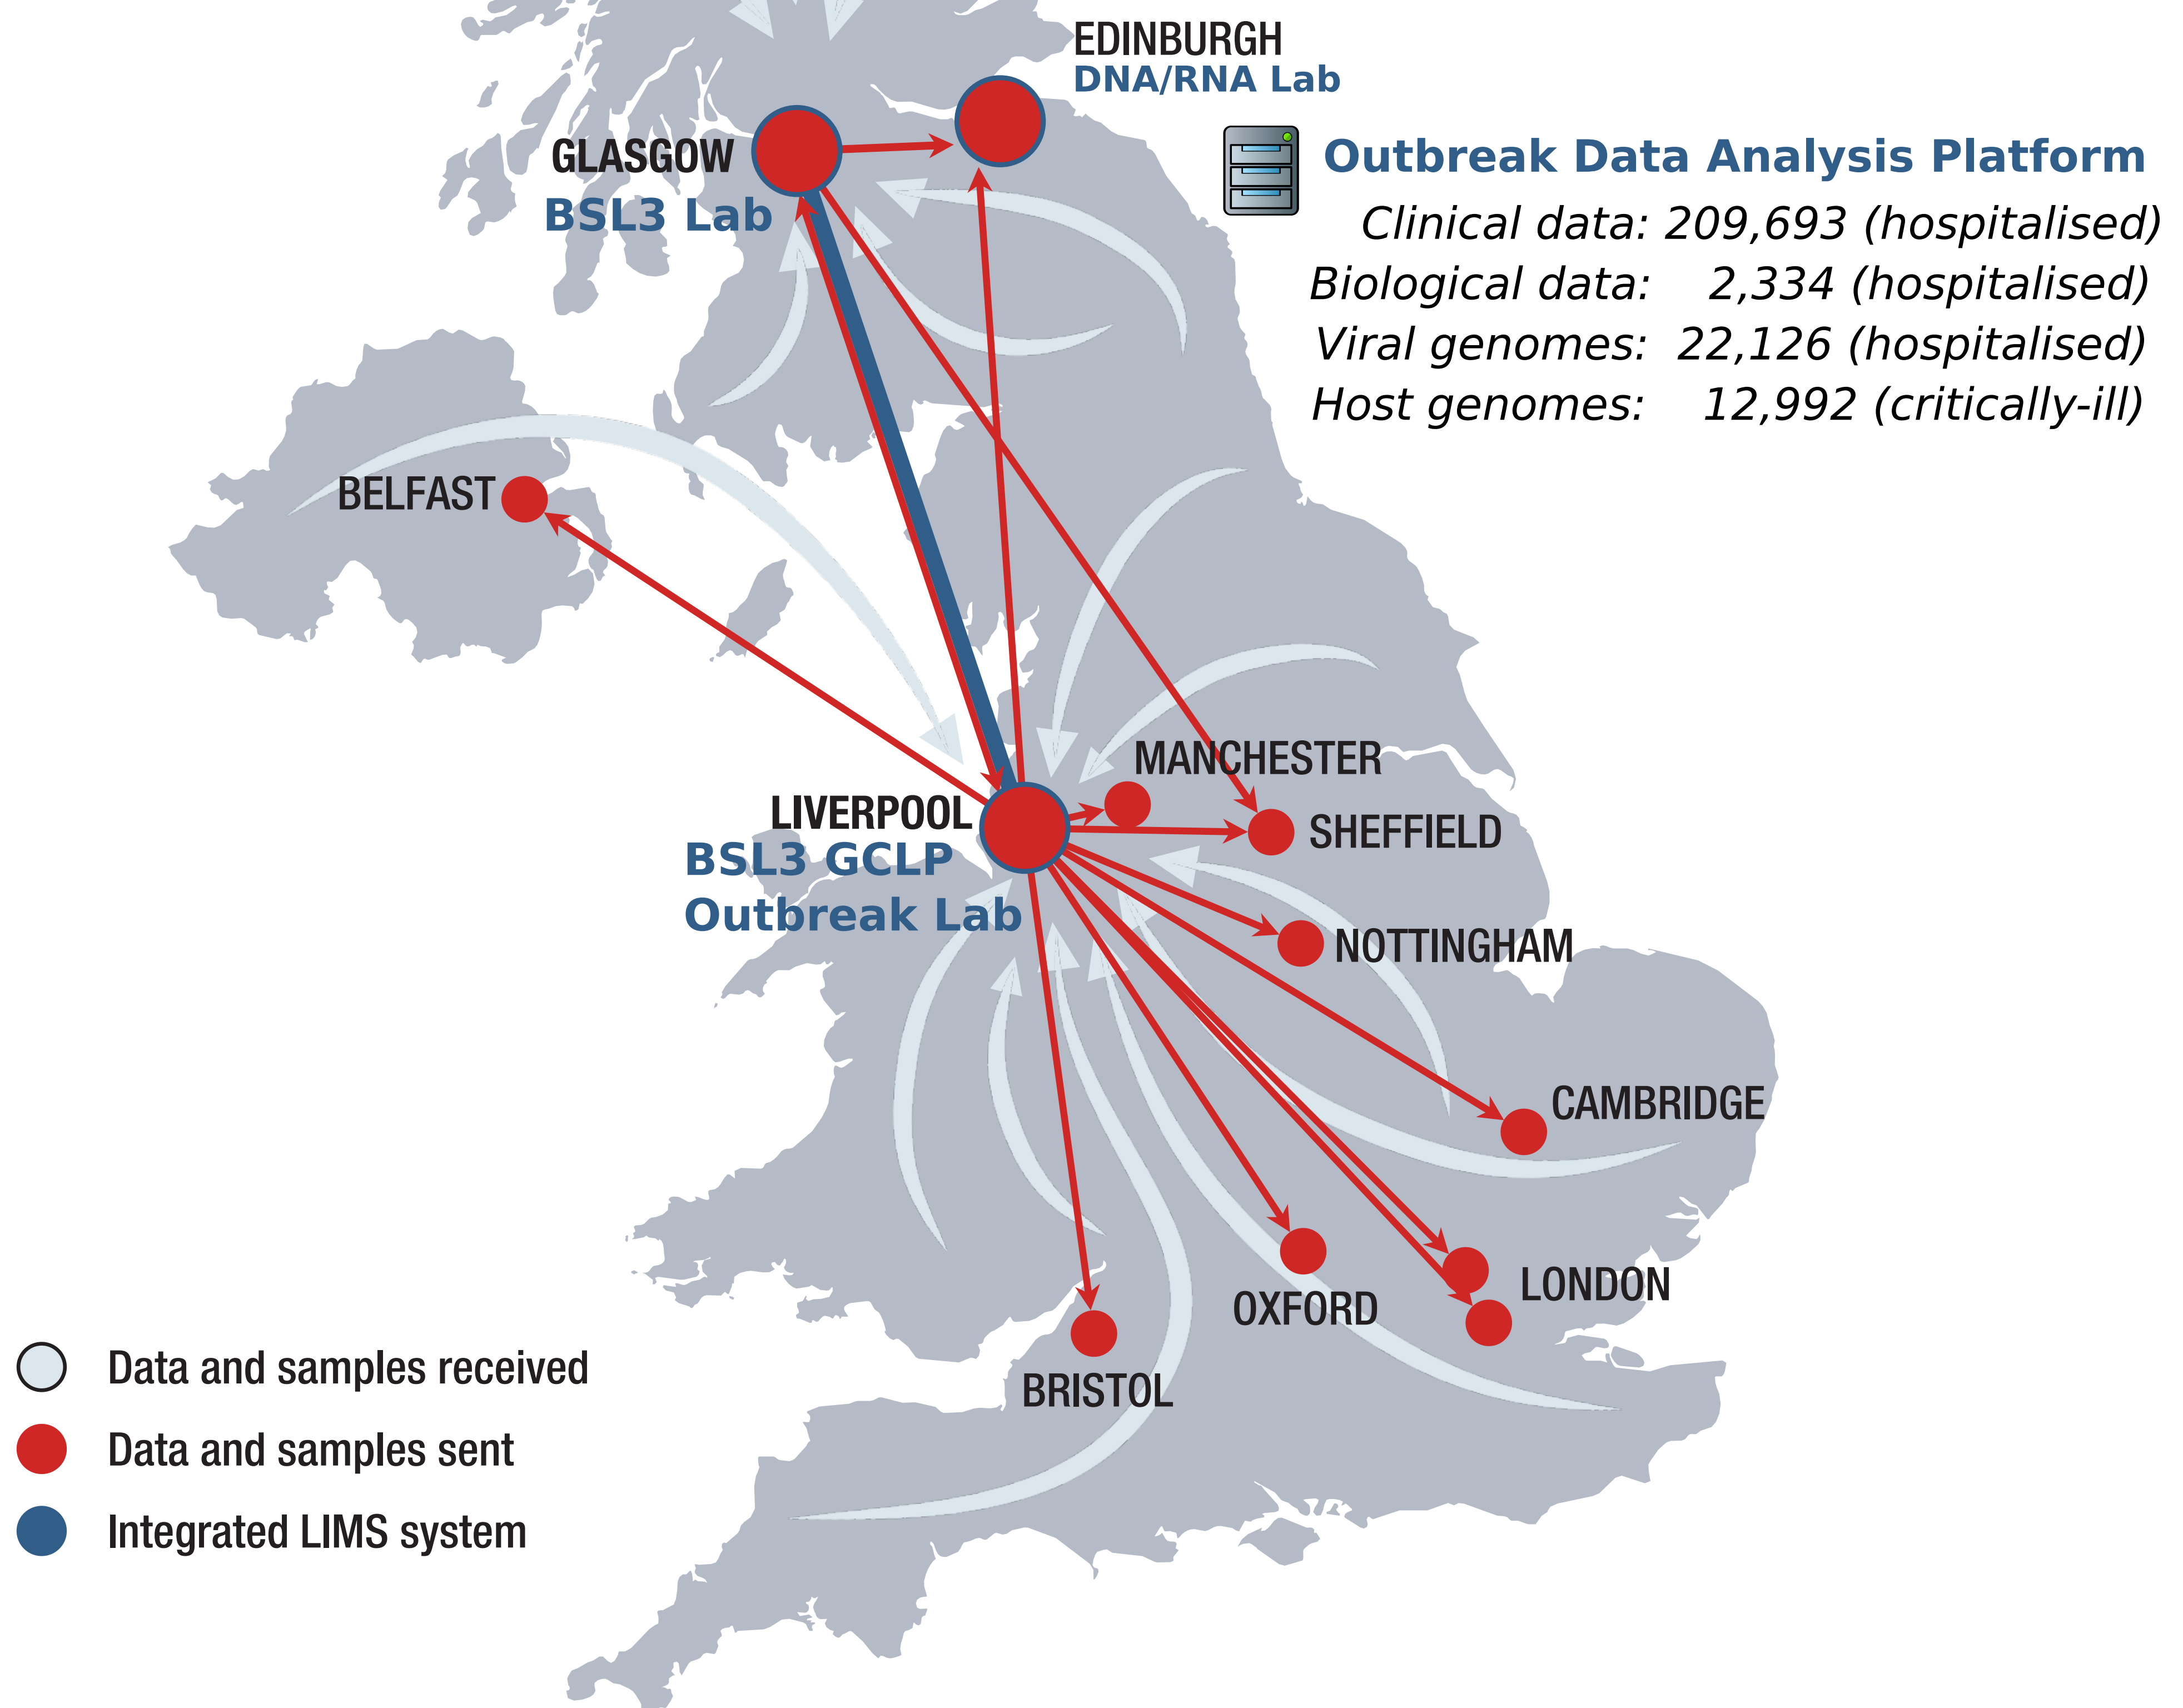 EDINBURGH
DNA/RNA Lab
GLASGOW
BSL3 Lab
Outbreak Data Analysis Platform
Clinical data: 209,693 (hospitalised)
Biological data: 2,334 (hospitalised)
Viral genomes: 22,126 (hospitalised)
Host genomes: 12,992 (critically-ill)
BELFAST
MANCHESTER
LIVERPOOL
BSL3 GCLP
Outbreak Lab
SHEFFIELD
NOTTINGHAM
CAMBRIDGE
LONDON
OXFORD
BRISTOL
Data and samples received
Data and samples sent
Integrated LIMS system